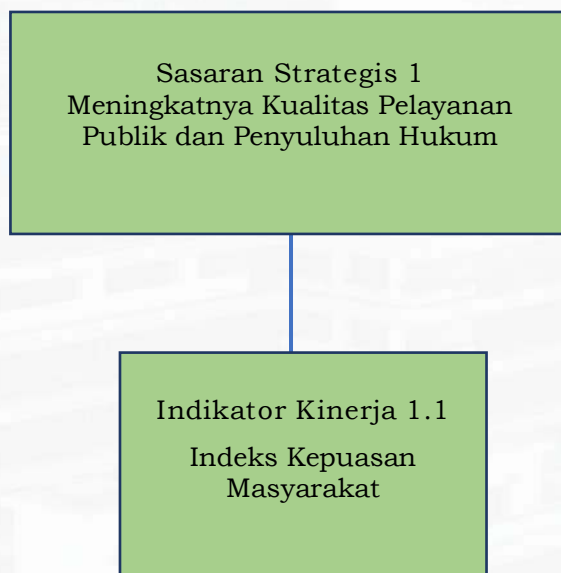 Sasaran Strategis 1
Meningkatnya Kualitas Pelayanan
Publik dan Penyuluhan Hukum
Indikator Kinerja 1.1
Indeks Kepuasan
Masyarakat